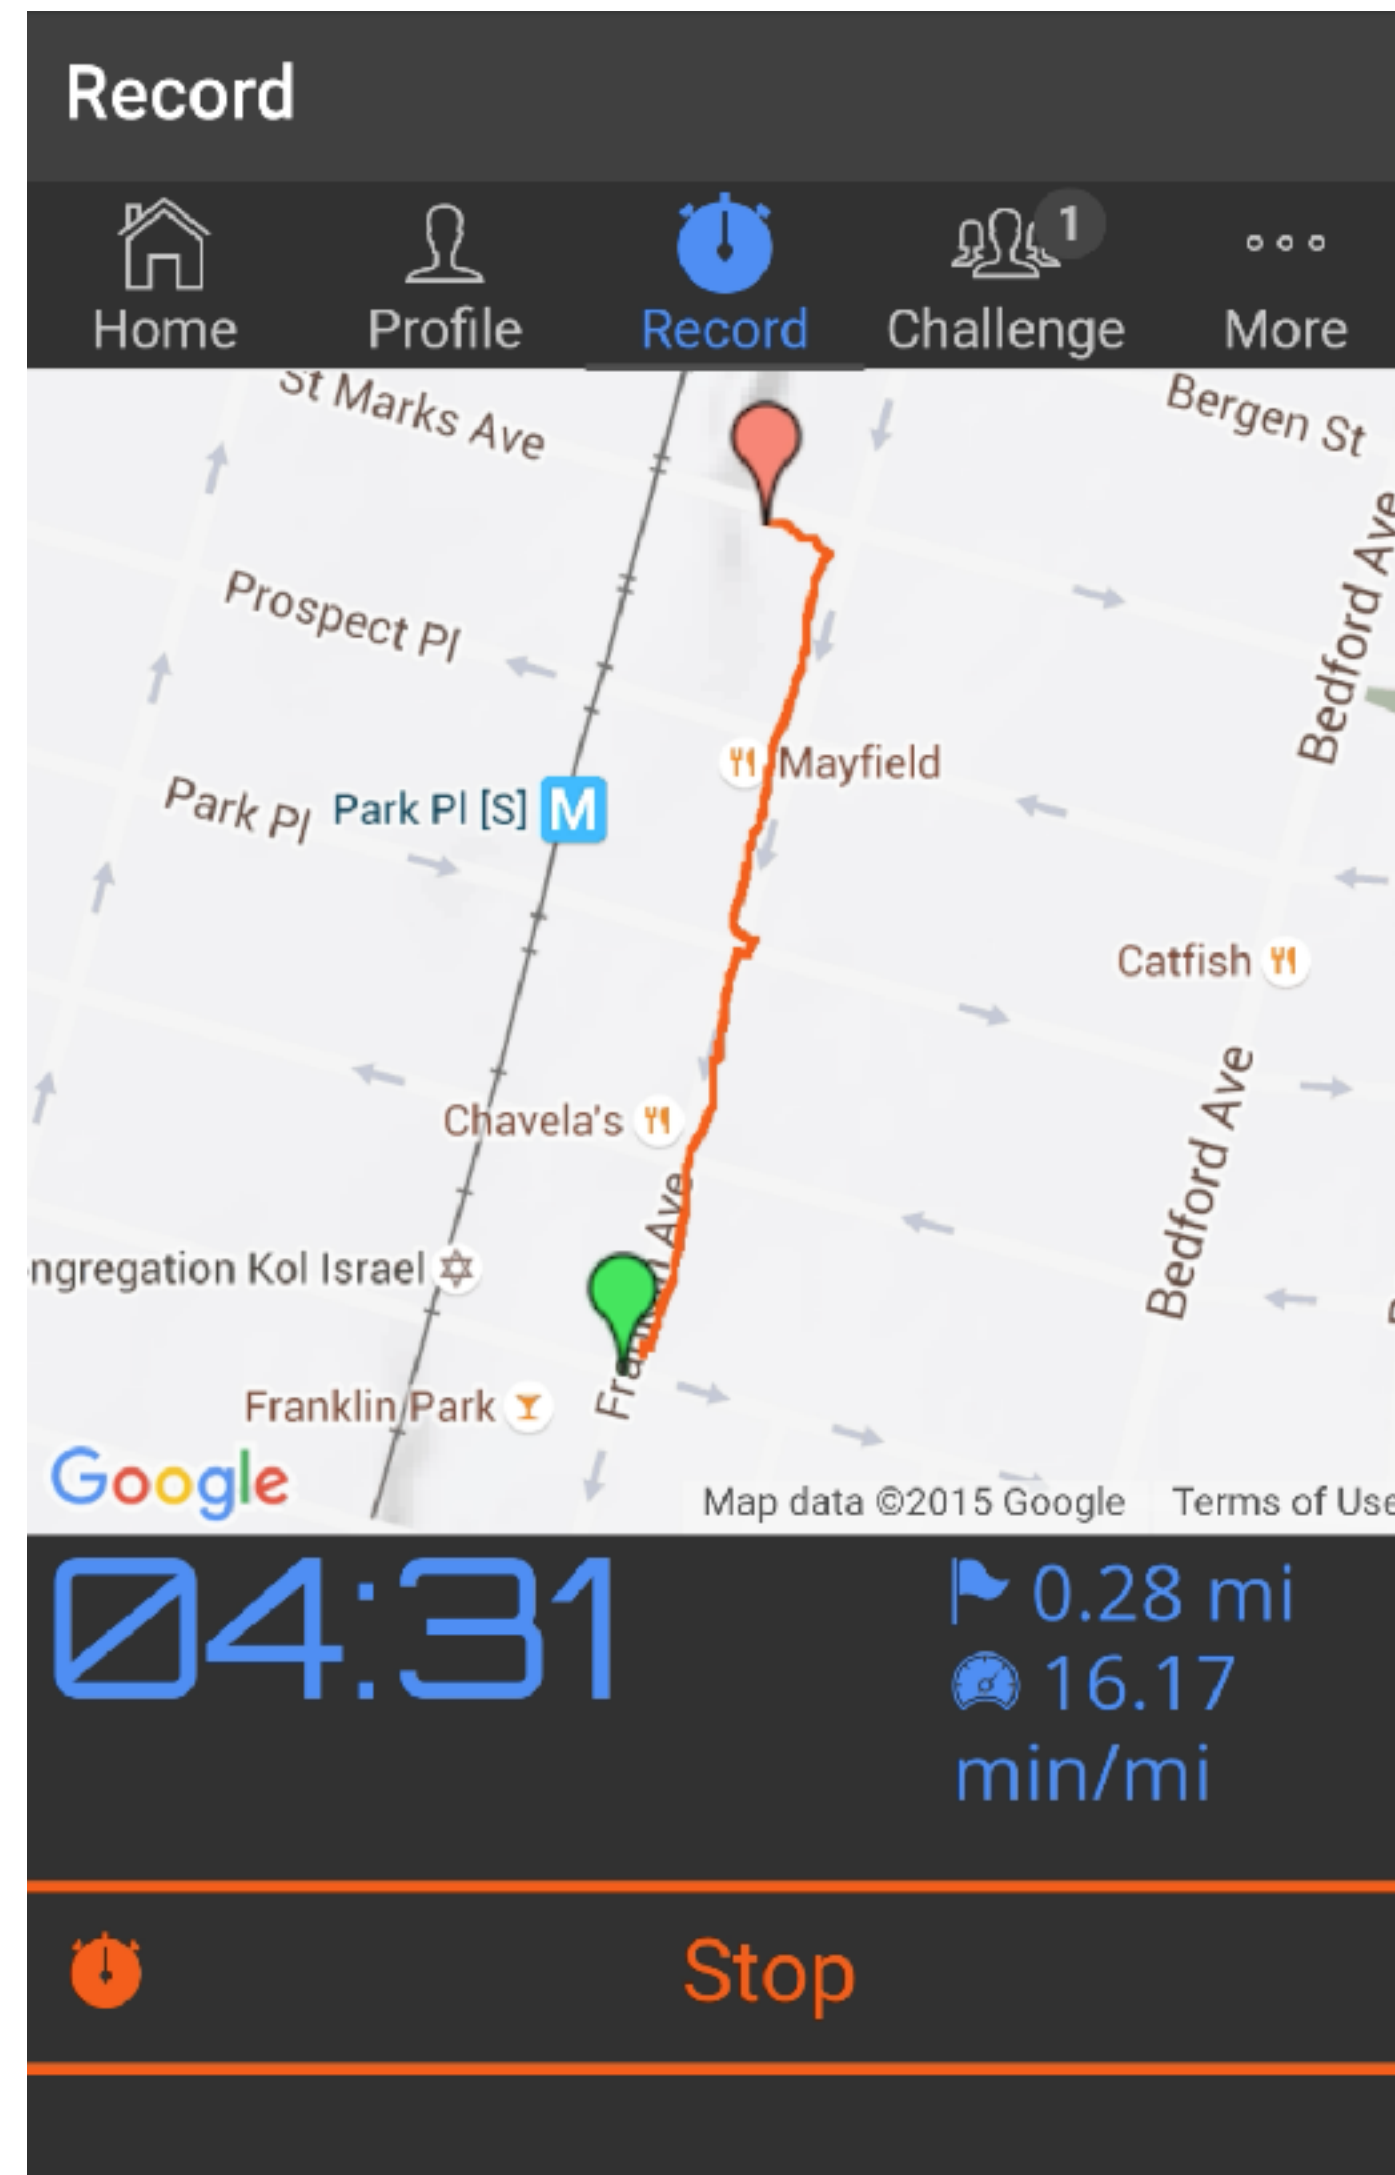 Record
1
Home
Profile
Record
Challenge
More
St Marks Ave
Bergen St
Bedford Ave
Prospect Pl
Mayfield
Park Pl
Park Pl [S]
M
Catfish
Bedford Ave
Chavela's
Ave
ngregation Kol Israel
Franklin Park
Google
Map data ©2015 Google
Terms of Use
04:31
0.28 mi
16.17
min/mi
Stop